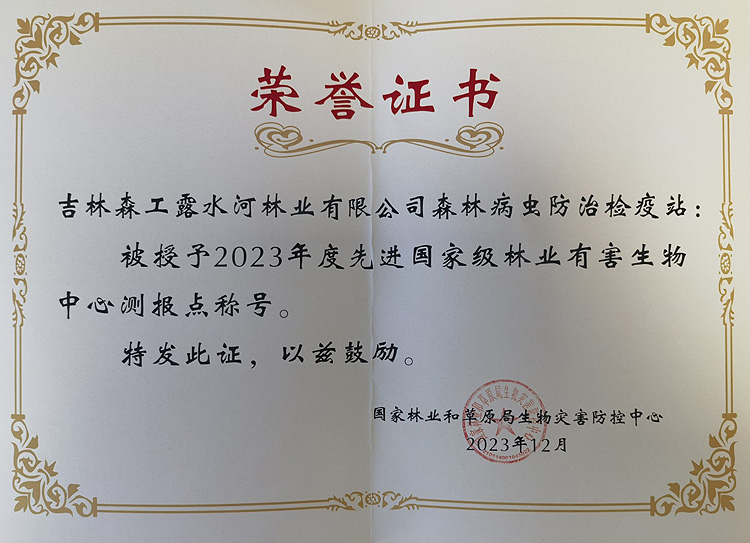 荣誉证书
吉林森工露水河林业有限公司森林病虫防治检疫站：
被授予2023年度先进国家级林业有害生物
中心测报点称号。
特发此证，以兹鼓励。
国家林业和草原局生物灾害防控中心
2023年12月